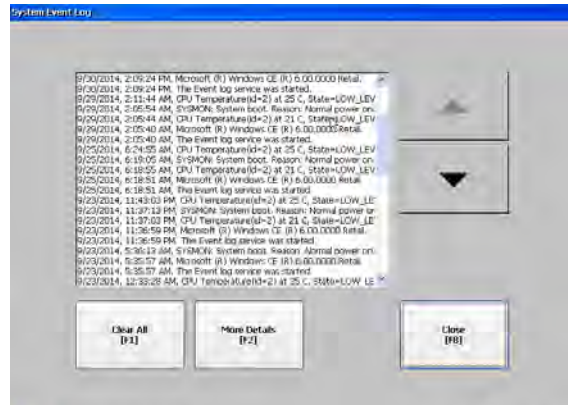 System Event Log
9/30/2014, 2:09:24 PM, Microsoft (R) Windows CE (R) 6.00.0000 Retail.
9/30/2014, 2:09:24 PM, The Event log service was started.
9/29/2014, 2:11:44 AM, CPU Temperature(id=2) at 25 C, State=LOW_LEV
9/29/2014, 2:05:54 AM, SYSMON: System boot. Reason: Normal power on.
9/29/2014, 2:05:44 AM, CPU Temperature(id=2) at 21 C, State=LOW_LEV
9/29/2014, 2:05:40 AM, Microsoft (R) Windows CE (R) 6.00.0000 Retail.
9/29/2014, 2:05:40 AM, The Event log service was started.
9/25/2014, 6:24:55 AM, CPU Temperature(id=2) at 25 C, State=LOW_LEV
9/25/2014, 6:19:05 AM, SYSMON: System boot. Reason: Normal power on.
9/25/2014, 6:18:55 AM, CPU Temperature(id=2) at 21 C, State=LOW_LEV
9/25/2014, 6:18:51 AM, Microsoft (R) Windows CE (R) 6.00.0000 Retail.
9/25/2014, 6:18:51 AM, The Event log service was started.
9/23/2014, 11:43:03 PM, CPU Temperature(id=2) at 25 C, State=LOW_LE
9/23/2014, 11:37:13 PM, SYSMON: System boot. Reason: Normal power or
9/23/2014, 11:37:03 PM, CPU Temperature(id=2) at 21 C, State=LOW_LE
9/23/2014, 11:36:59 PM, Microsoft (R) Windows CE (R) 6.00.0000 Retail.
9/23/2014, 11:36:59 PM, The Event log service was started.
9/23/2014, 5:36:13 AM, SYSMON: System boot. Reason: Normal power on.
9/23/2014, 5:35:57 AM, Microsoft (R) Windows CE (R) 6.00.0000 Retail.
9/23/2014, 5:35:57 AM, The Event log service was started.
9/23/2014, 12:33:28 AM, CPU Temperature(id=2) at 25 C, State=LOW_LE
Clear All
[F1]
More Details
[F2]
Close
[F8]